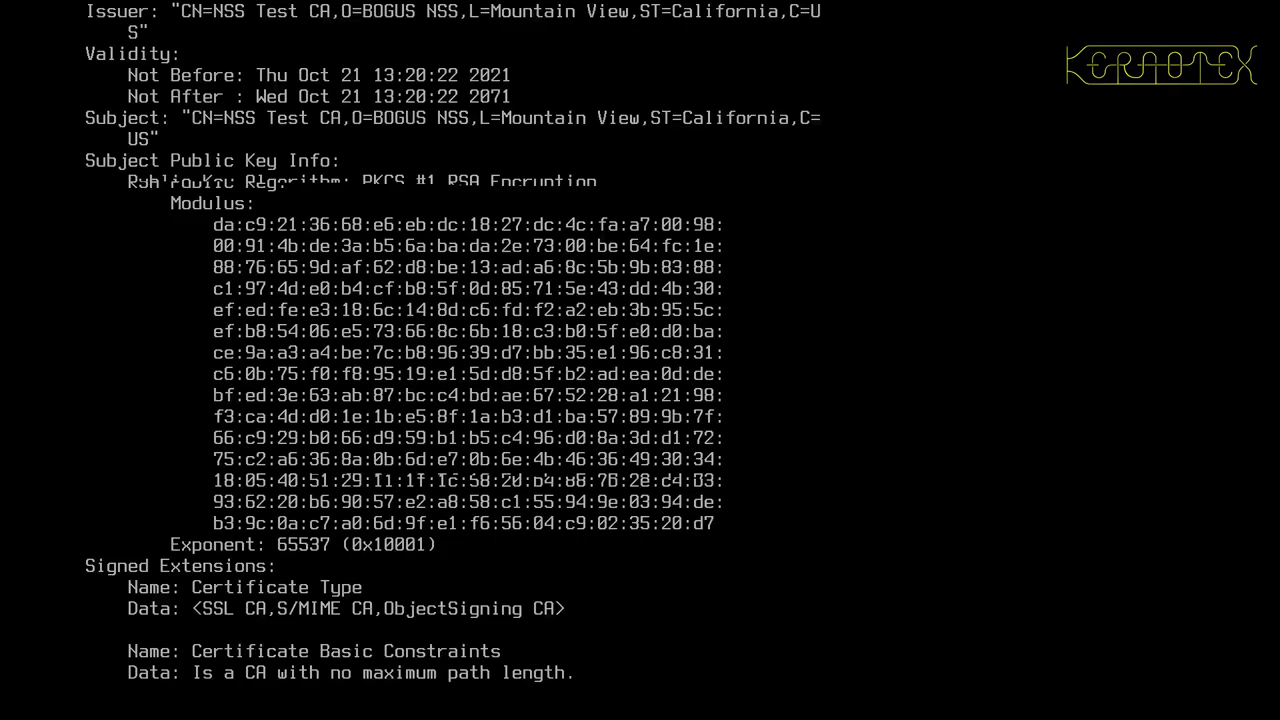 Issuer: "CN=NSS Test CA,O=BOGUS NSS,L=Mountain View,ST=California,C=U
S"
Validity:
Not Before: Thu Oct 21 13:20:22 2021
Not After : Wed Oct 21 13:20:22 2071
Subject: "CN=NSS Test CA,O=BOGUS NSS,L=Mountain View,ST=California,C=
US"
Subject Public Key Info:
Algorithm: PKCS #1 RSA Encryption
Modulus:
da:c9:21:36:68:e6:eb:dc:18:27:dc:4c:fa:a7:00:98:
00:91:4b:de:3a:b5:6a:ba:da:2e:73:00:be:64:fc:1e:
88:76:65:9d:af:62:d8:be:13:ad:a6:8c:5b:9b:83:88:
c1:97:4d:e0:b4:cf:b8:5f:0d:85:71:5e:43:dd:4b:30:
ef:ed:fe:e3:18:6c:14:8d:c6:fd:f2:a2:eb:3b:95:5c:
ef:b8:54:06:e5:73:66:8c:6b:18:c3:b0:5f:e0:d0:ba:
ce:9a:a3:a4:be:7c:b8:96:39:d7:bb:35:e1:96:c8:31:
c6:0b:75:f0:f8:95:19:e1:5d:d8:5f:b2:ad:ea:0d:de:
bf:ed:3e:63:ab:87:bc:c4:bd:ae:67:52:28:a1:21:98:
f3:ca:4d:d0:1e:1b:e5:8f:1a:b3:d1:ba:57:89:9b:7f:
66:c9:29:b0:66:d9:59:b1:b5:c4:96:d0:8a:3d:d1:72:
75:c2:a6:36:8a:0b:6d:e7:0b:6e:4b:46:36:49:30:34:
93:62:20:b6:90:57:e2:a8:58:c1:55:94:9e:03:94:de:
b3:9c:0a:c7:a0:6d:9f:e1:f6:56:04:c9:02:35:20:d7
Exponent: 65537 (0x10001)
Signed Extensions:
Name: Certificate Type
Data: <SSL CA,S/MIME CA,ObjectSigning CA>
Name: Certificate Basic Constraints
Data: Is a CA with no maximum path length.